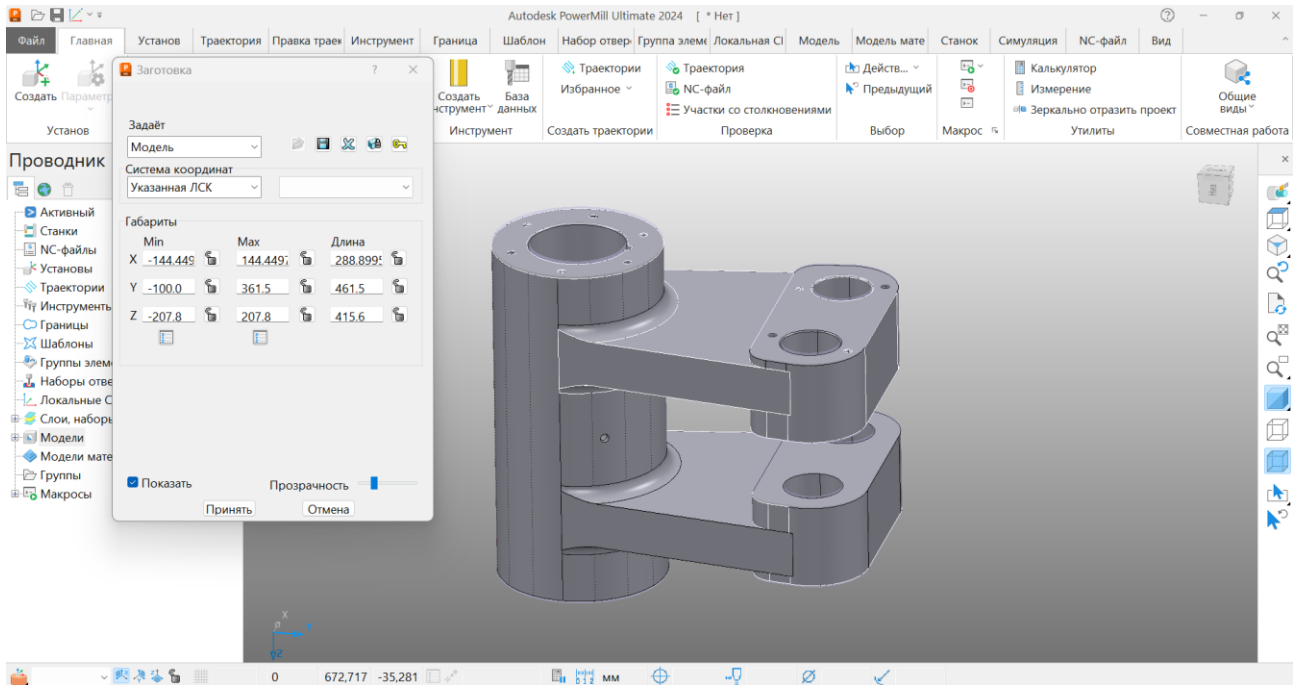 Autodesk PowerMill Ultimate 2024 [ * Нет ]
Файл Главная Установ Траектория Правка траек Инструмент Граница Шаблон Набор отвер Группа элеме Локальная СІ Модель Модель мате Станок Симуляция NC-файл Вид
Создать Параметр
Установ
Создать
нструмент
База
данных
Инструмент
Траектории
Избранное
Создать траектории
Траектория
NC-файл
Участки со столкновениями
Проверка
Действ...
Предыдущий
Выбор
Макрос
Калькулятор
Измерение
Зеркально отразить проект
Утилиты
Общие
виды
Совместная работа
Проводник
Активный
Станки
NC-файлы
Установы
Траектории
Инструменть
Границы
Шаблоны
Группы элем
Наборы отве
Локальные С
Слои, наборы
Модели
Модели мате
Группы
Макросы
Заготовка ? ×
Задаёт
Модель
Система координат
Указанная ЛСК
Габариты
Min Max Длина
X -144.449 144.4497 288.8995
Y -100.0 361.5 461.5
Z -207.8 207.8 415.6
Показать Прозрачность
Принять Отмена
Низ
X
Y
Z
0 672,717 -35,281 мм